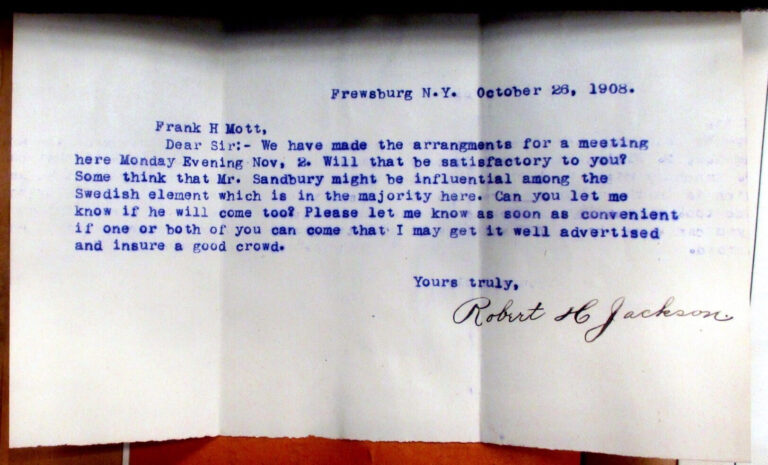 Frewsburg N.Y. October 26, 1908.
Frank H Mott,
Dear Sir:- We have made the arrangments for a meeting
here Monday Evening Nov, 2. Will that be satisfactory to you?
Some think that Mr. Sandbury might be influential among the
Swedish element which is in the majority here. Can you let me
know if he will come too? Please let me know as soon as convenient
if one or both of you can come that I may get it well advertised
and insure a good crowd.
Yours truly,
Robert H Jackson.